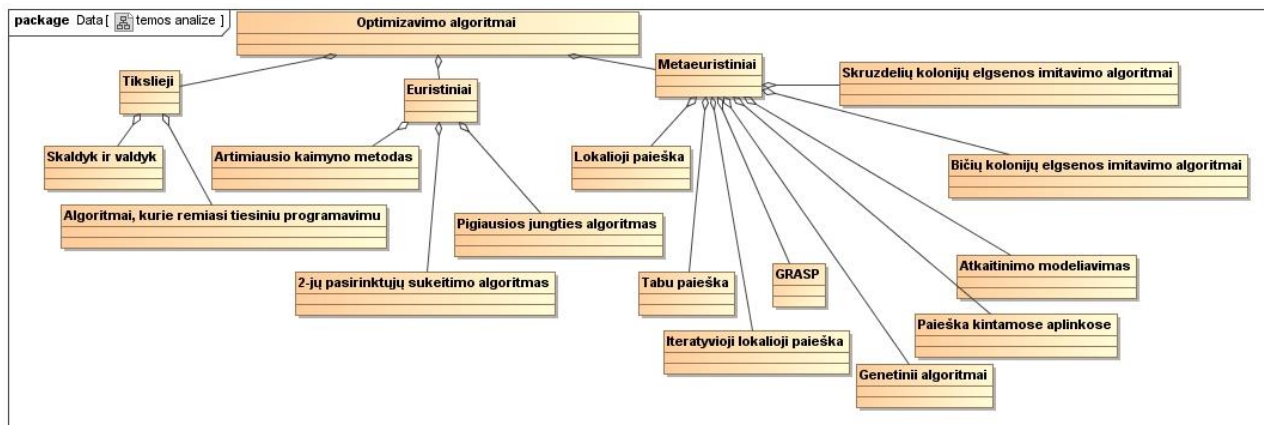 package Data [ temos analize ]
Optimizavimo algoritmai
Tikslieji
Euristiniai
Metaeuristiniai
Skruzdelių kolonijų elgsenos imitavimo algoritmai
Skaldyk ir valdyk
Artimiausio kaimyno metodas
Lokalioji paieška
Bičių kolonijų elgsenos imitavimo algoritmai
Algoritmai, kurie remiasi tiesiniu programavimu
Pigiausios jungties algoritmas
2-jų pasirinktųjų sukeitimo algoritmas
Tabu paieška
GRASP
Atkaitinimo modeliavimas
Iteratyvioji lokalioji paieška
Paieška kintamose aplinkose
Genetinii algoritmai